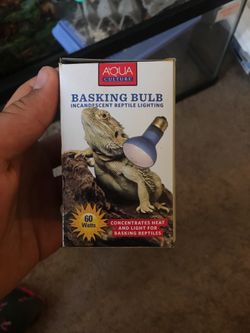 AQUA
CULTURE
BASKING BULB
INCANDESCENT REPTILE LIGHTING
60
Watts
CONCENTRATES HEAT
AND LIGHT FOR
BASKING REPTILES